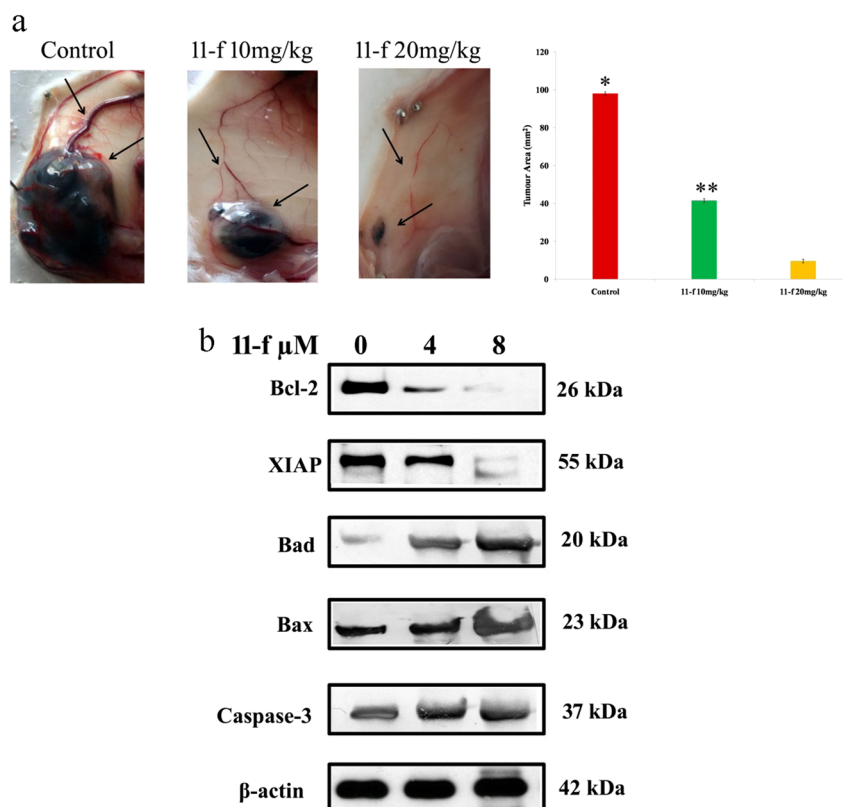 a
Control
11-f 10mg/kg
11-f 20mg/kg
Tumour Area (mm²)
120
100
80
60
40
20
0
*
**
Control
11-f 10mg/kg
11-f 20mg/kg
b
11-f μM 0 4 8
Bcl-2 26 kDa
XIAP 55 kDa
Bad 20 kDa
Bax 23 kDa
Caspase-3 37 kDa
β-actin 42 kDa